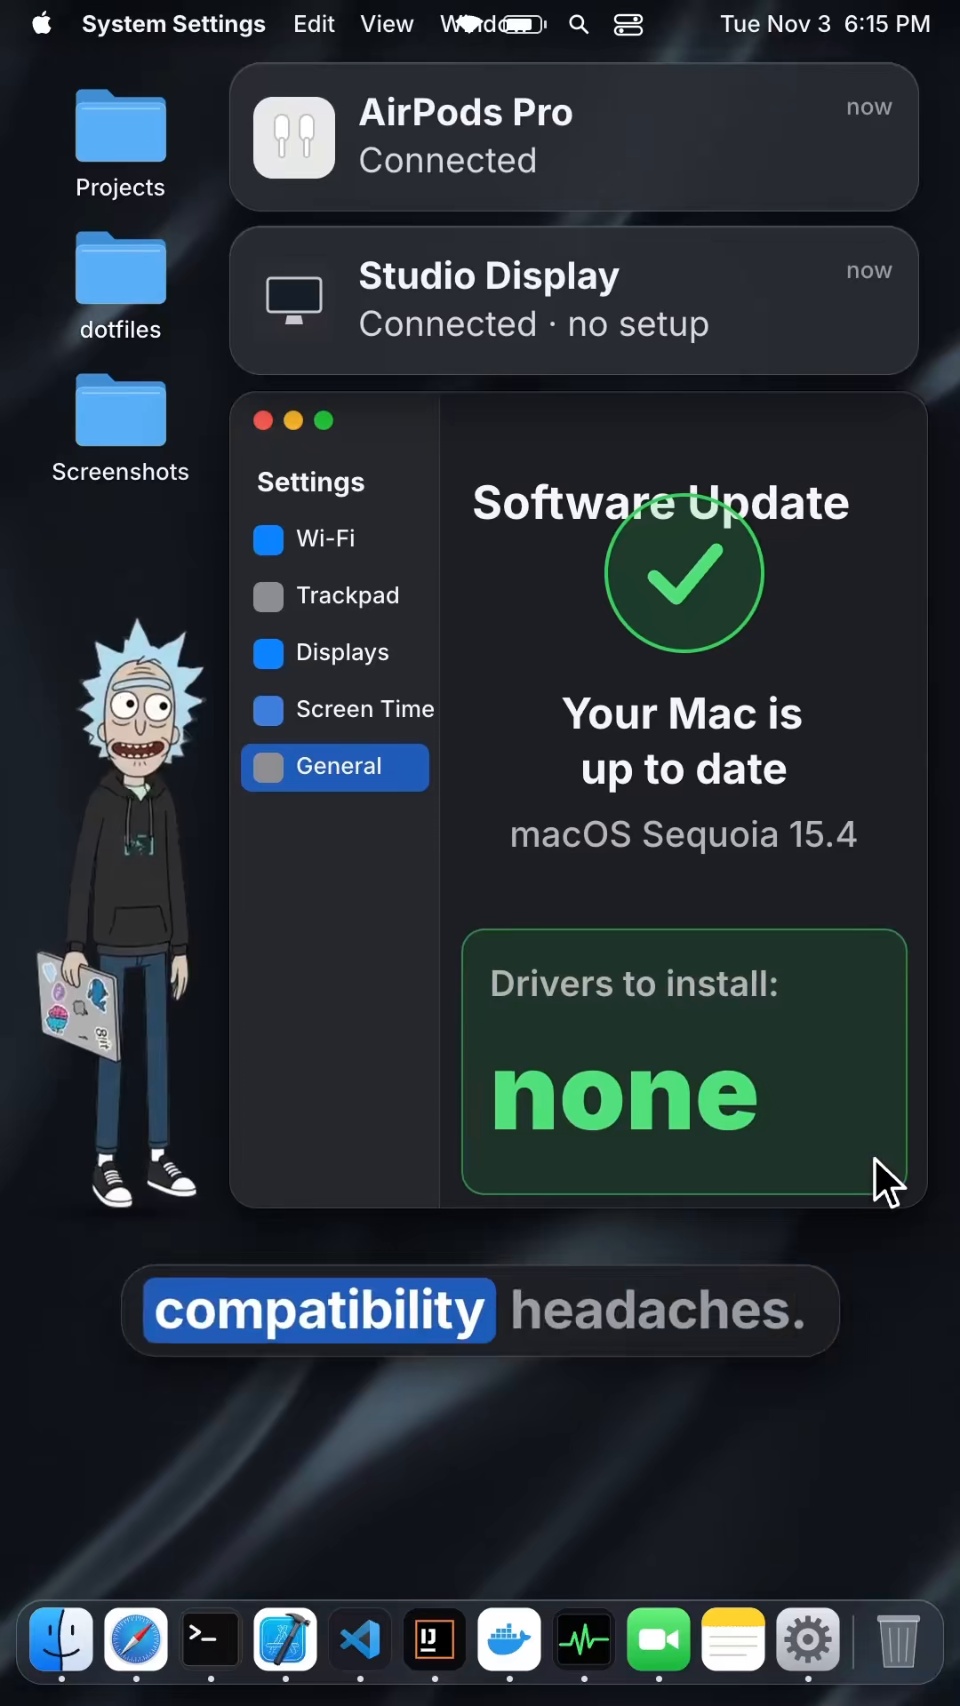 System Settings Edit View Window Tue Nov 3 6:15 PM
AirPods Pro now
Connected
Studio Display now
Connected · no setup
Projects
dotfiles
Screenshots
Settings
Wi-Fi
Trackpad
Displays
Screen Time
General
Software Update
Your Mac is
up to date
macOS Sequoia 15.4
Drivers to install:
none
compatibility headaches.
>_
IJ